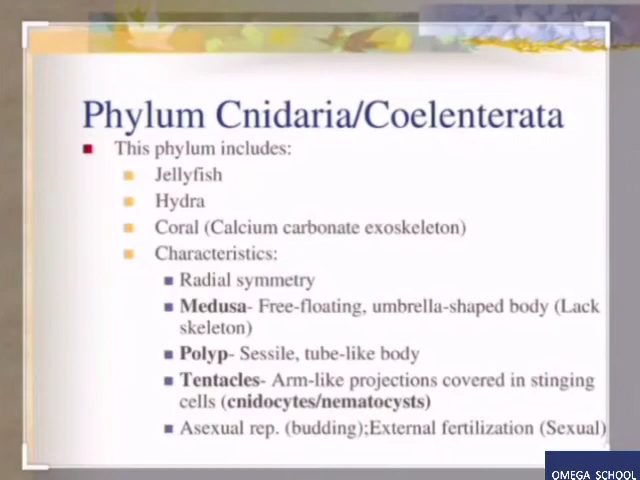 Phylum Cnidaria/Coelenterata
This phylum includes:
Jellyfish
Hydra
Coral (Calcium carbonate exoskeleton)
Characteristics:
Radial symmetry
Medusa- Free-floating, umbrella-shaped body (Lack
skeleton)
Polyp- Sessile, tube-like body
Tentacles- Arm-like projections covered in stinging
cells (cnidocytes/nematocysts)
Asexual rep. (budding);External fertilization (Sexual)
OMEGA SCHOOL